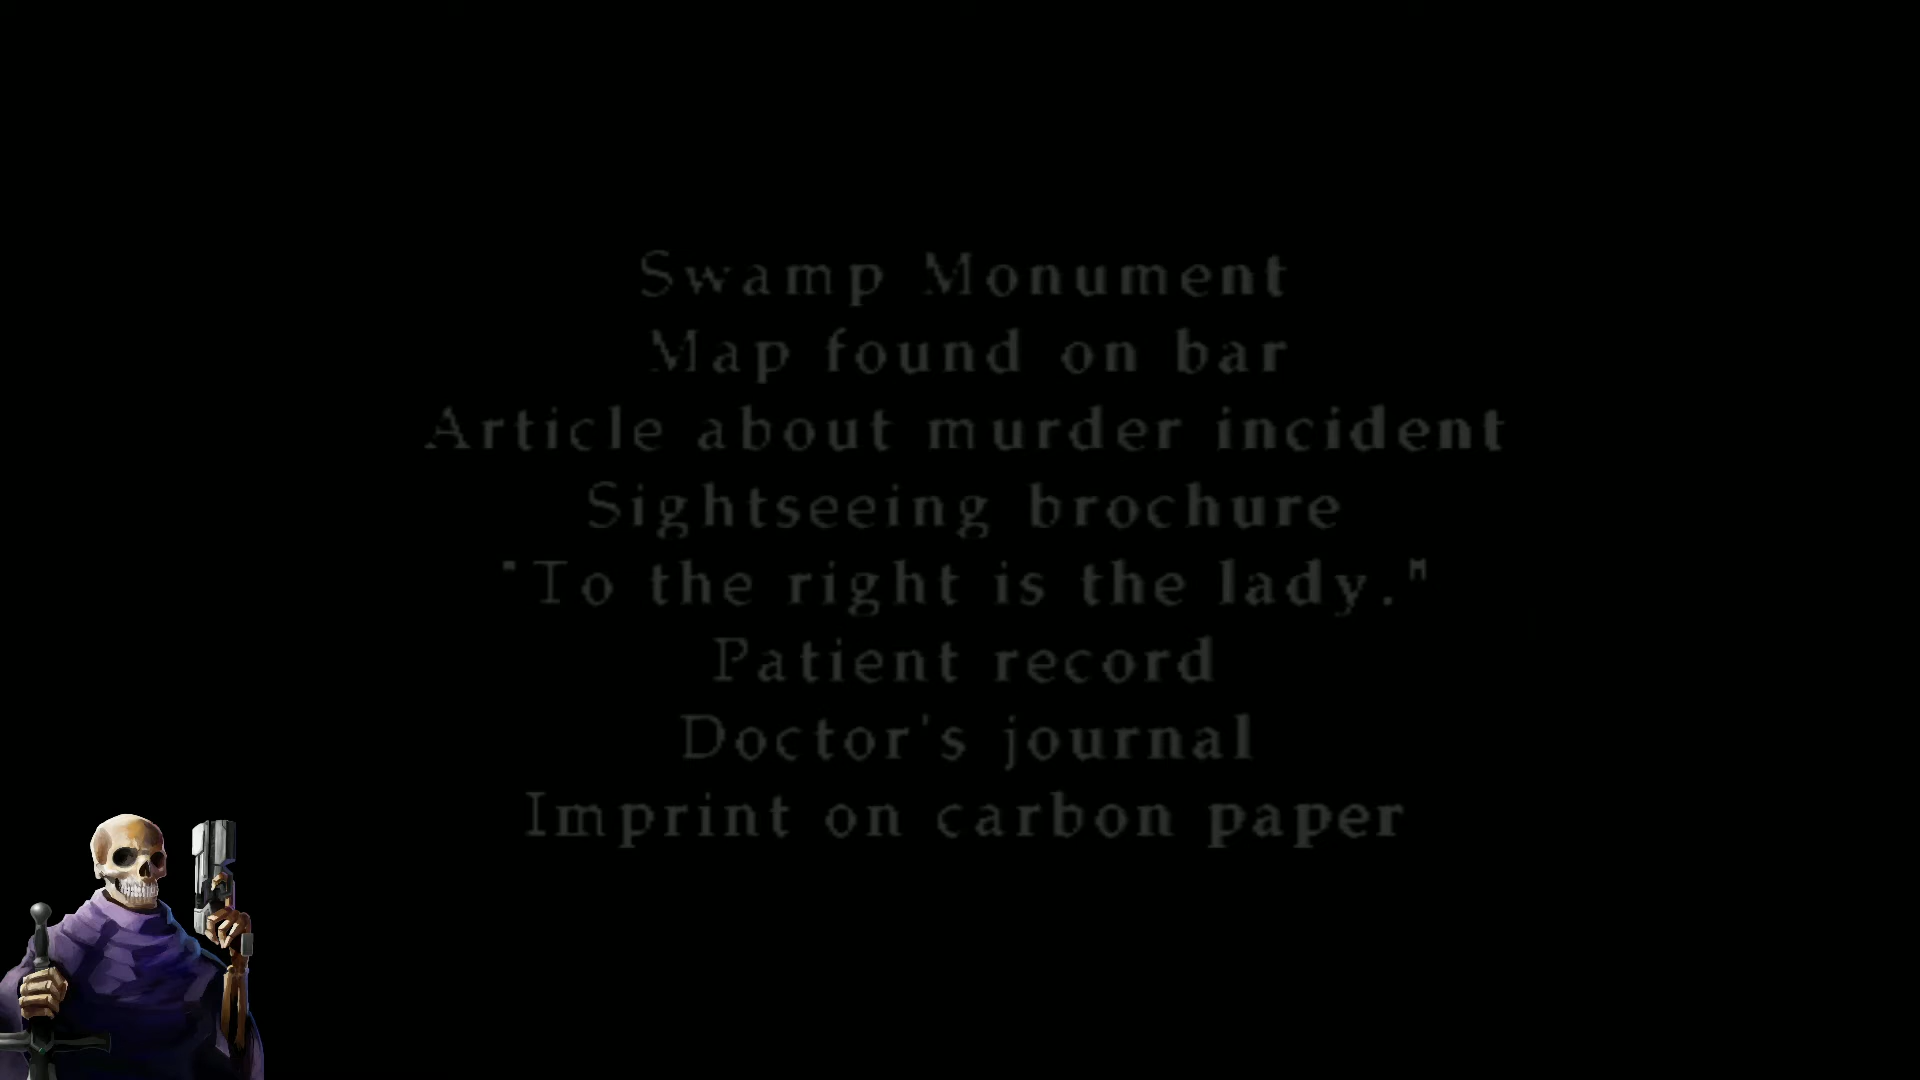 Swamp Monument
Map found on bar
Article about murder incident
Sightseeing brochure
"To the right is the lady."
Patient record
Doctor's journal
Imprint on carbon paper